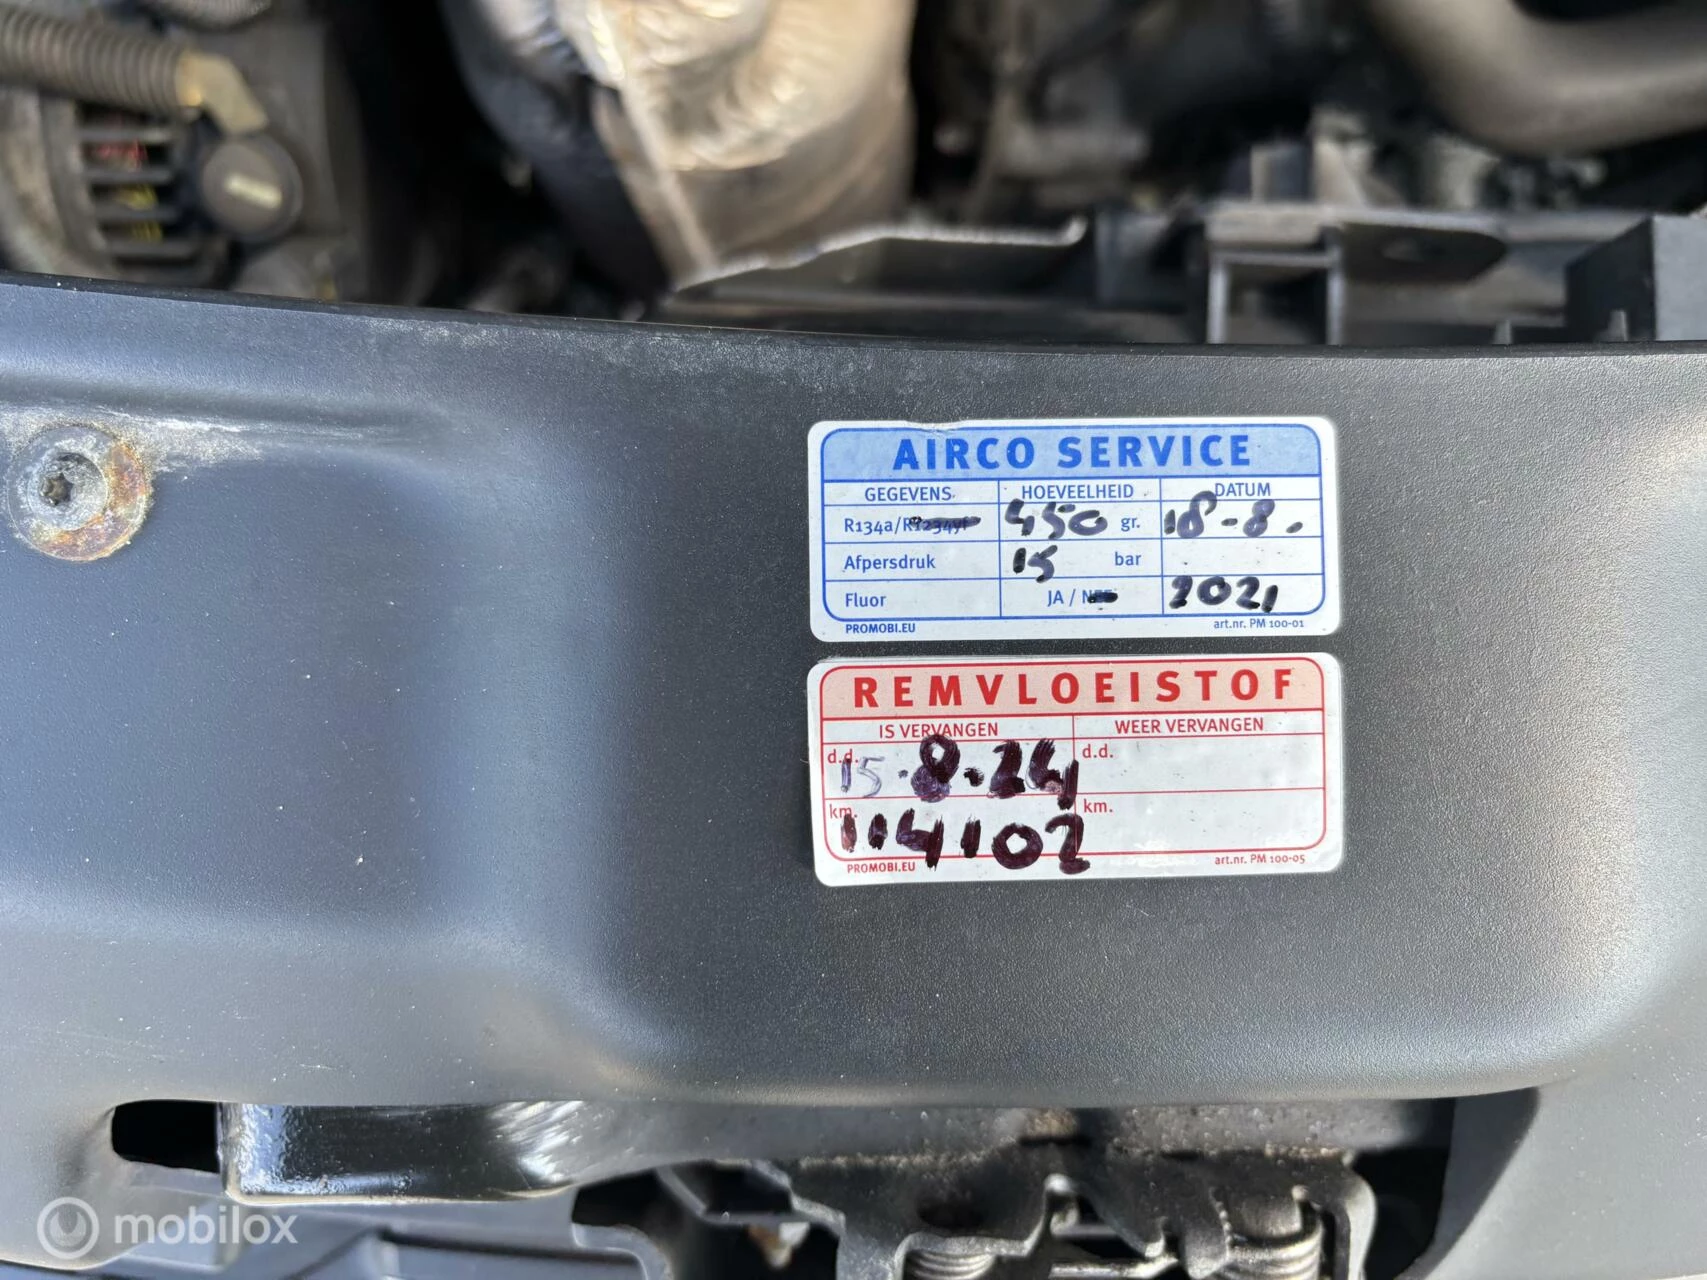 AIRCO SERVICE
GEGEVENS HOEVEELHEID DATUM
R134a/R1234yf 450 gr. 18-8.
Afpersdruk 15 bar
Fluor JA / NEE 2021
PROMOBI.EU art.nr. PM 100-01
REMVLOEISTOF
IS VERVANGEN WEER VERVANGEN
d.d. 15-8-24 d.d.
km. 114102 km.
PROMOBI.EU art.nr. PM 100-05
mobilox